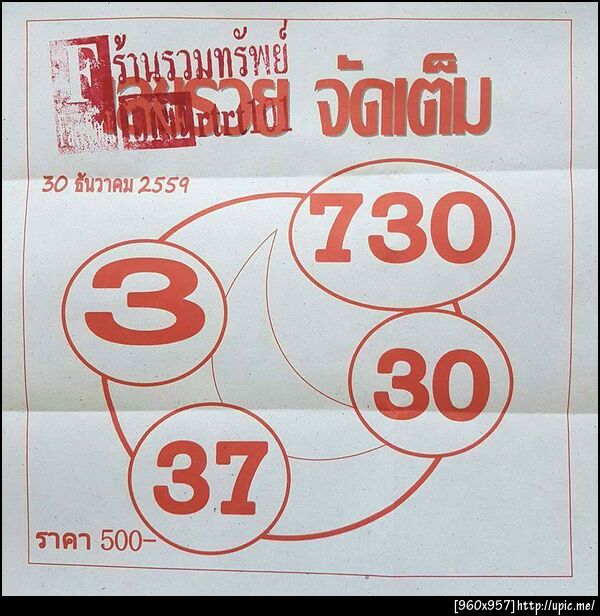 F ร้านรวมทรัพย์
รวย จัดเต็ม
30 ธันวาคม 2559
730
3
30
37
ราคา 500-
[960x957]http://upic.me/